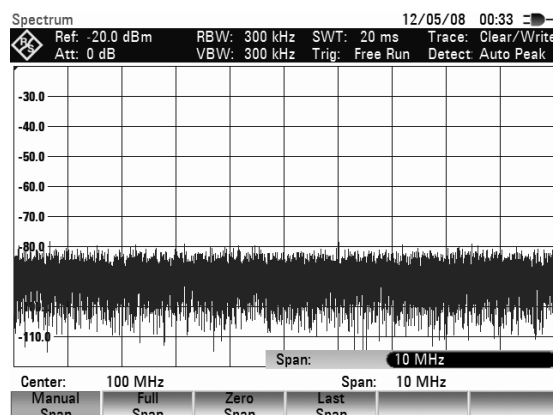 Spectrum 12/05/08 00:33
Ref: -20.0 dBm RBW: 300 kHz SWT: 20 ms Trace: Clear/Write
Att: 0 dB VBW: 300 kHz Trig: Free Run Detect: Auto Peak
-30.0
-40.0
-50.0
-60.0
-70.0
-80.0
-110.0
Span: 10 MHz
Center: 100 MHz Span: 10 MHz
Manual Full Zero Last
Span Span Span Span